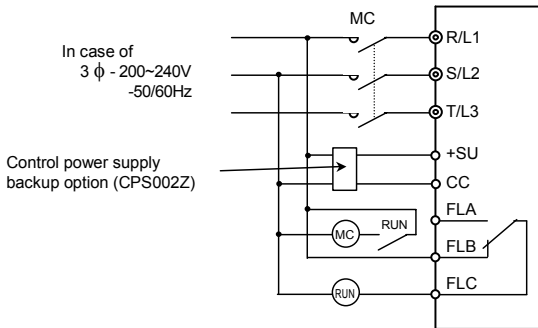 MC
R/L1
In case of
3 ϕ - 200~240V
-50/60Hz
S/L2
T/L3
+SU
Control power supply
backup option (CPS002Z)
CC
FLA
MC
RUN
FLB
RUN
FLC